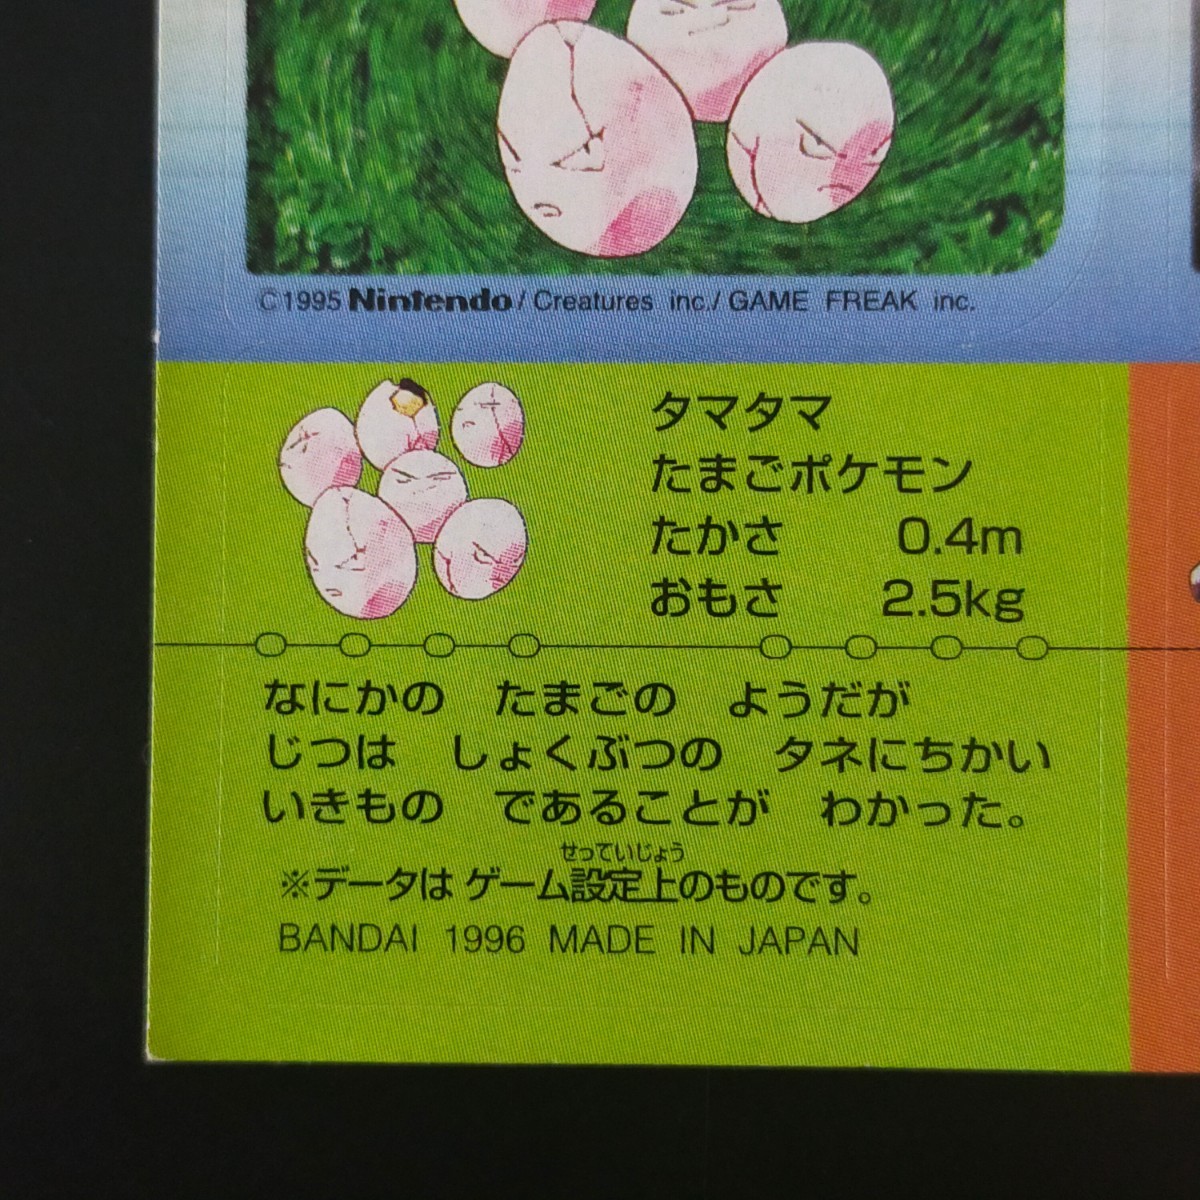 ©1995 Nintendo/Creatures inc./GAME FREAK inc.
タマタマ
たまごポケモン
たかさ 0.4m
おもさ 2.5kg
なにかの たまごの ようだが
じつは しょくぶつの タネにちかい
いきもの であることが わかった。
せっていじょう
※データは ゲーム設定上のものです。
BANDAI 1996 MADE IN JAPAN